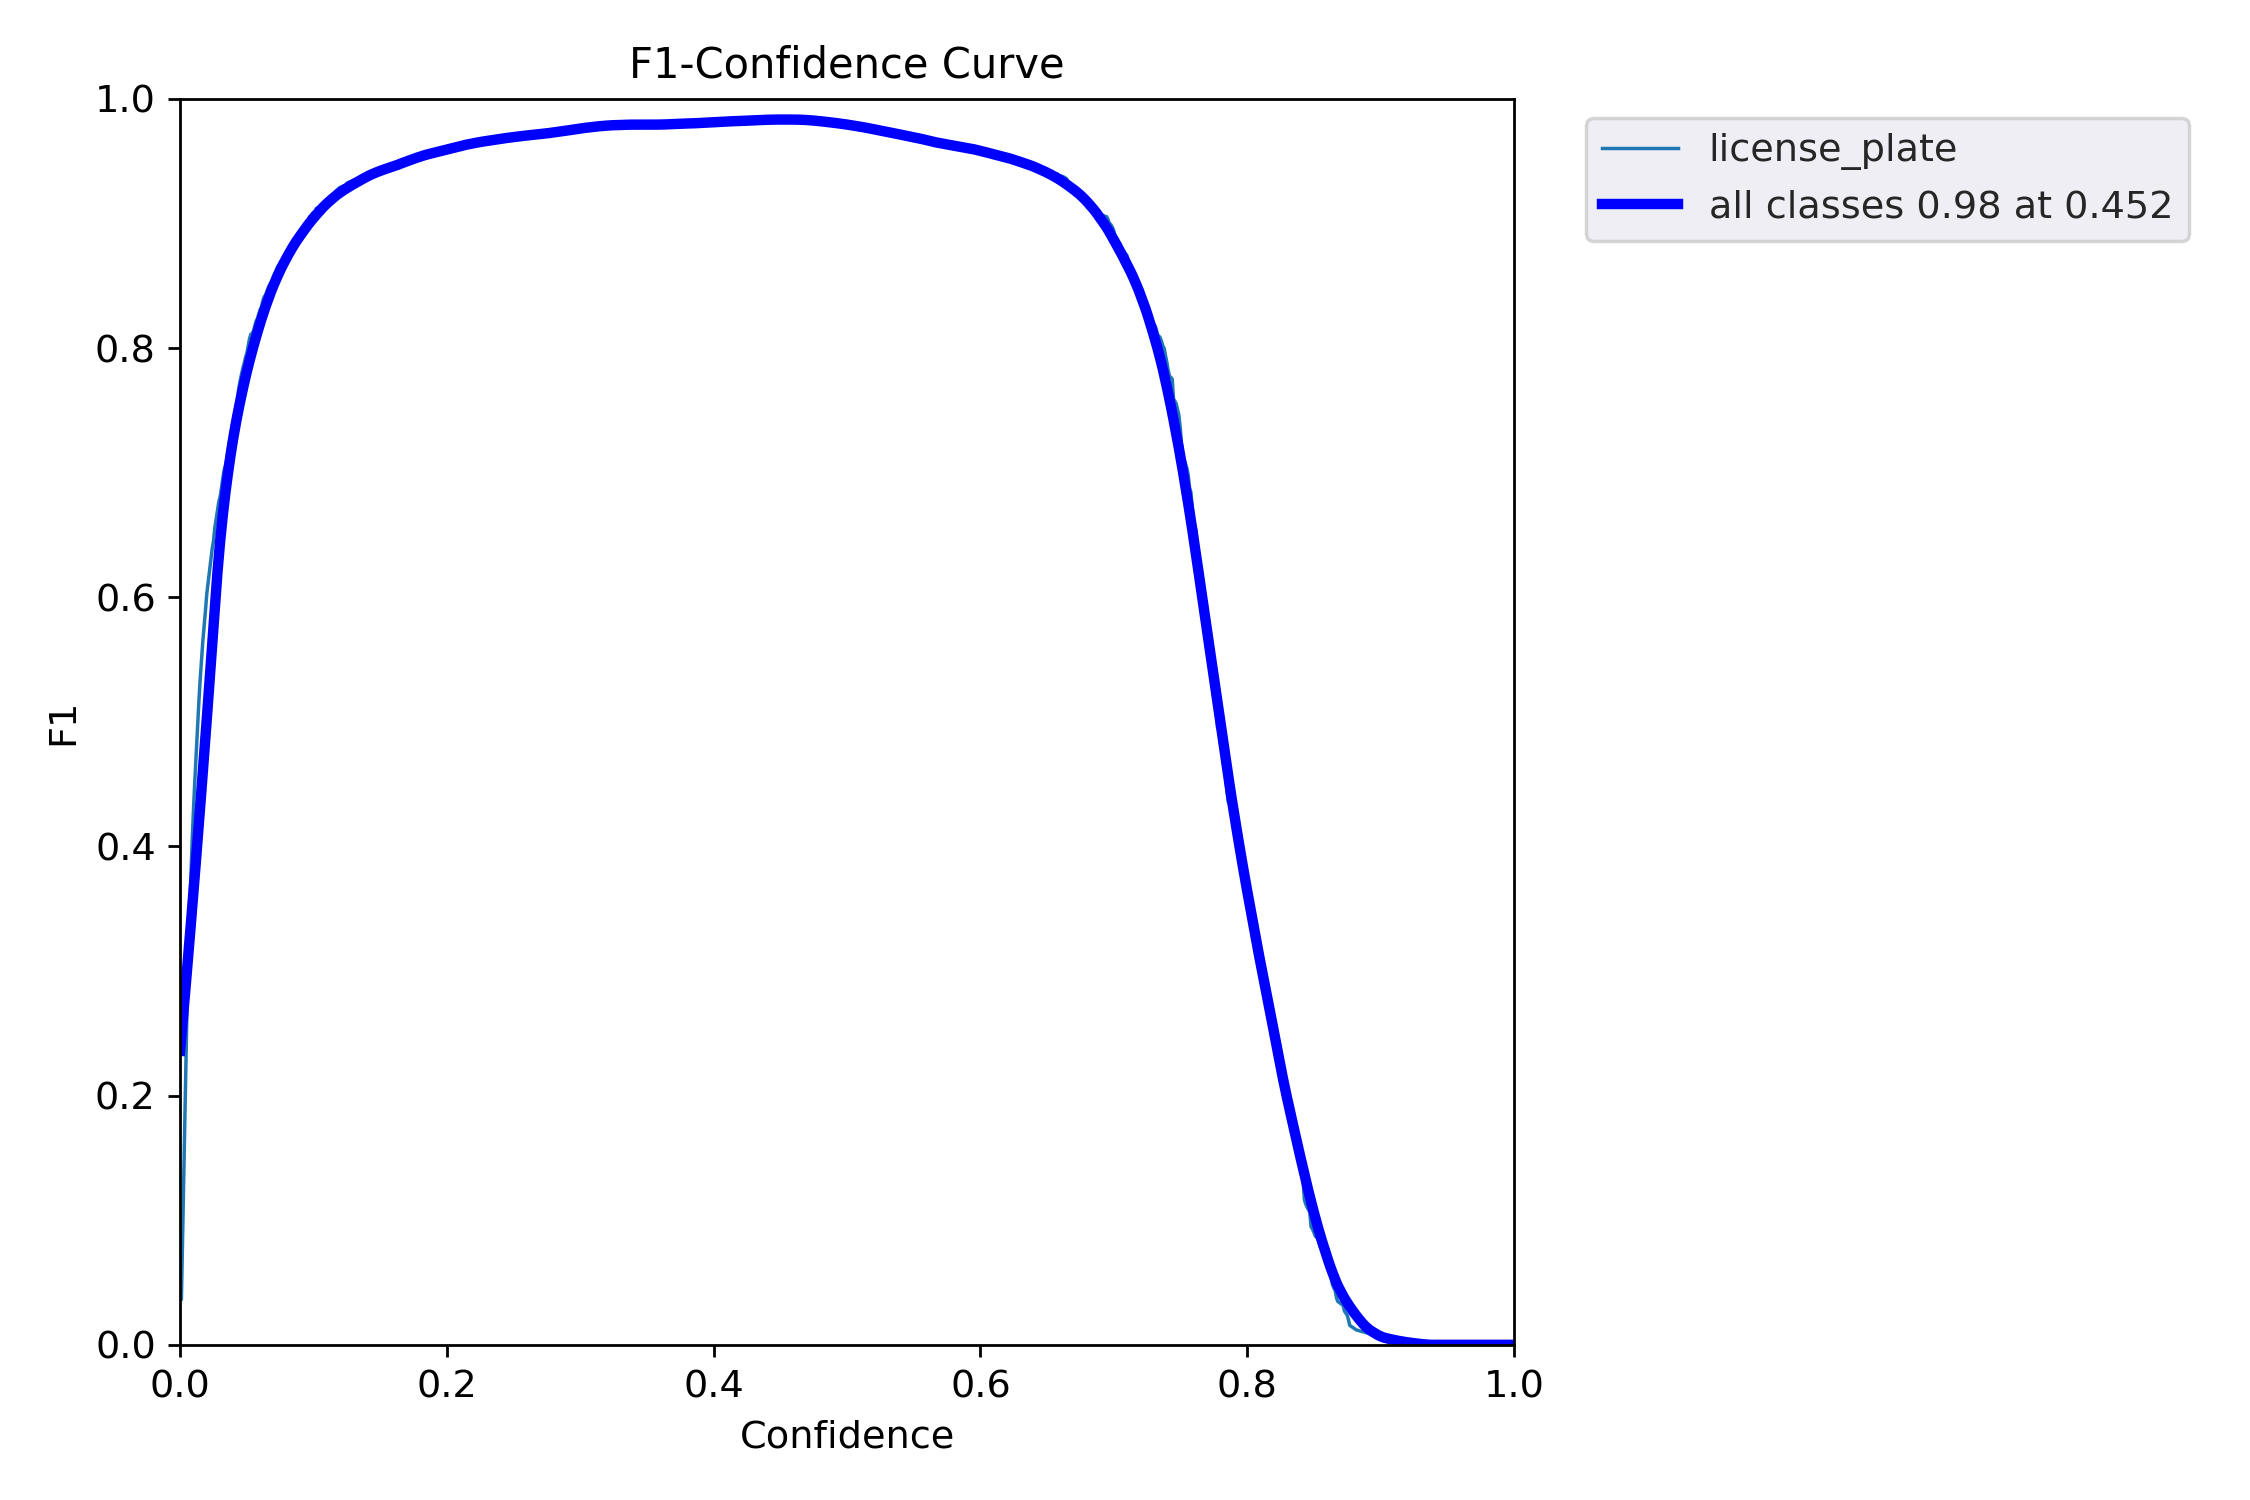 F1-Confidence Curve
1.0
0.8
0.6
0.4
0.2
0.0
F1
0.0 0.2 0.4 0.6 0.8 1.0
Confidence
license_plate
all classes 0.98 at 0.452